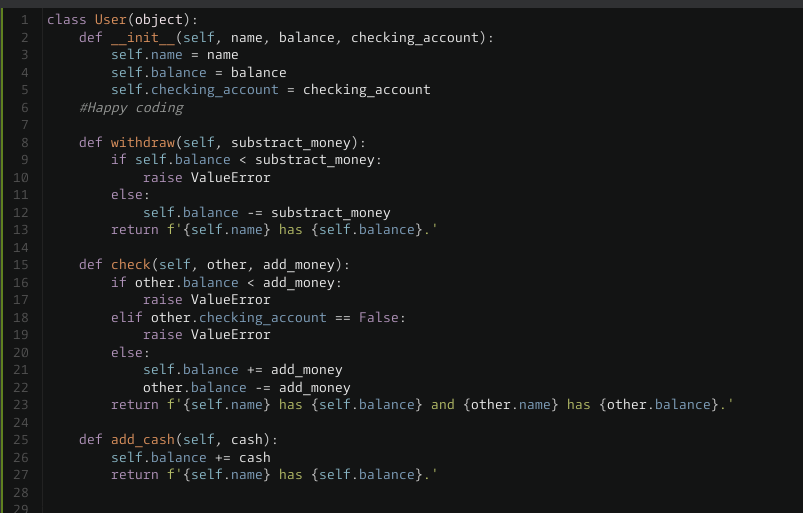 1 class User(object):
2     def __init__(self, name, balance, checking_account):
3         self.name = name
4         self.balance = balance
5         self.checking_account = checking_account
6     #Happy coding
7
8     def withdraw(self, substract_money):
9         if self.balance < substract_money:
10             raise ValueError
11         else:
12             self.balance -= substract_money
13         return f'{self.name} has {self.balance}.'
14
15     def check(self, other, add_money):
16         if other.balance < add_money:
17             raise ValueError
18         elif other.checking_account == False:
19             raise ValueError
20         else:
21             self.balance += add_money
22             other.balance -= add_money
23         return f'{self.name} has {self.balance} and {other.name} has {other.balance}.'
24
25     def add_cash(self, cash):
26         self.balance += cash
27         return f'{self.name} has {self.balance}.'
28
29